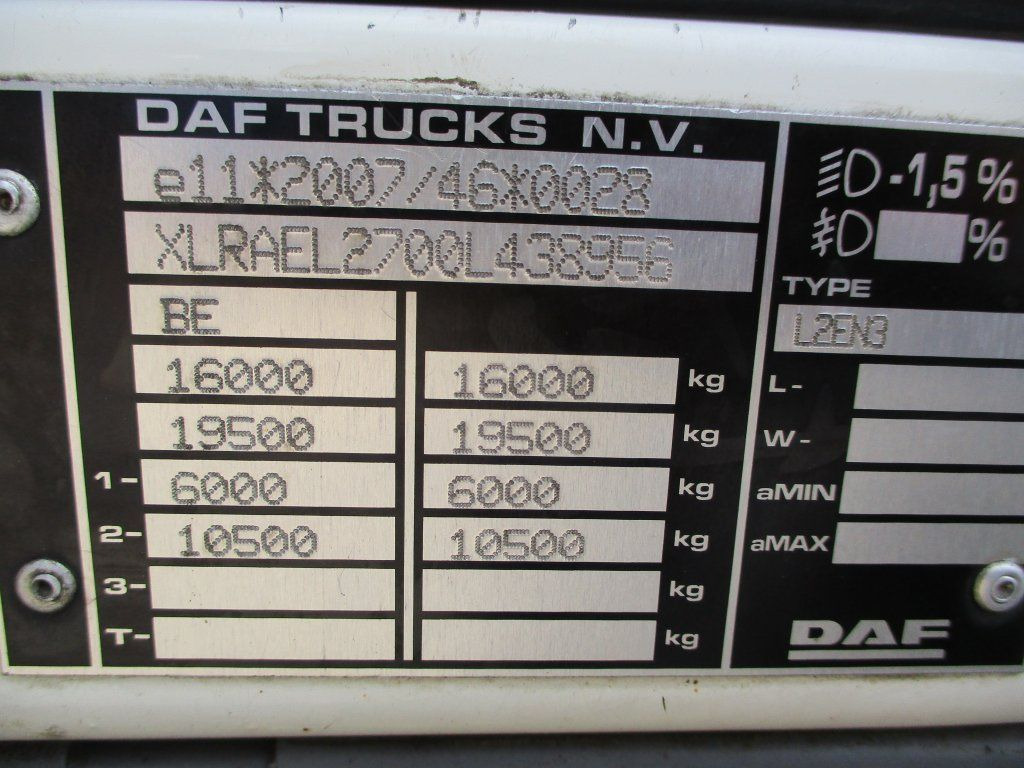 DAF TRUCKS N.V.
e11*2007/46*0028
XLRAEL2700L438956
BE
16000 16000 kg
19500 19500 kg
1- 6000 6000 kg
2- 10500 10500 kg
3- kg
T- kg
-1,5%
%
TYPE
L2EN3
L-
W-
aMIN
aMAX
DAF